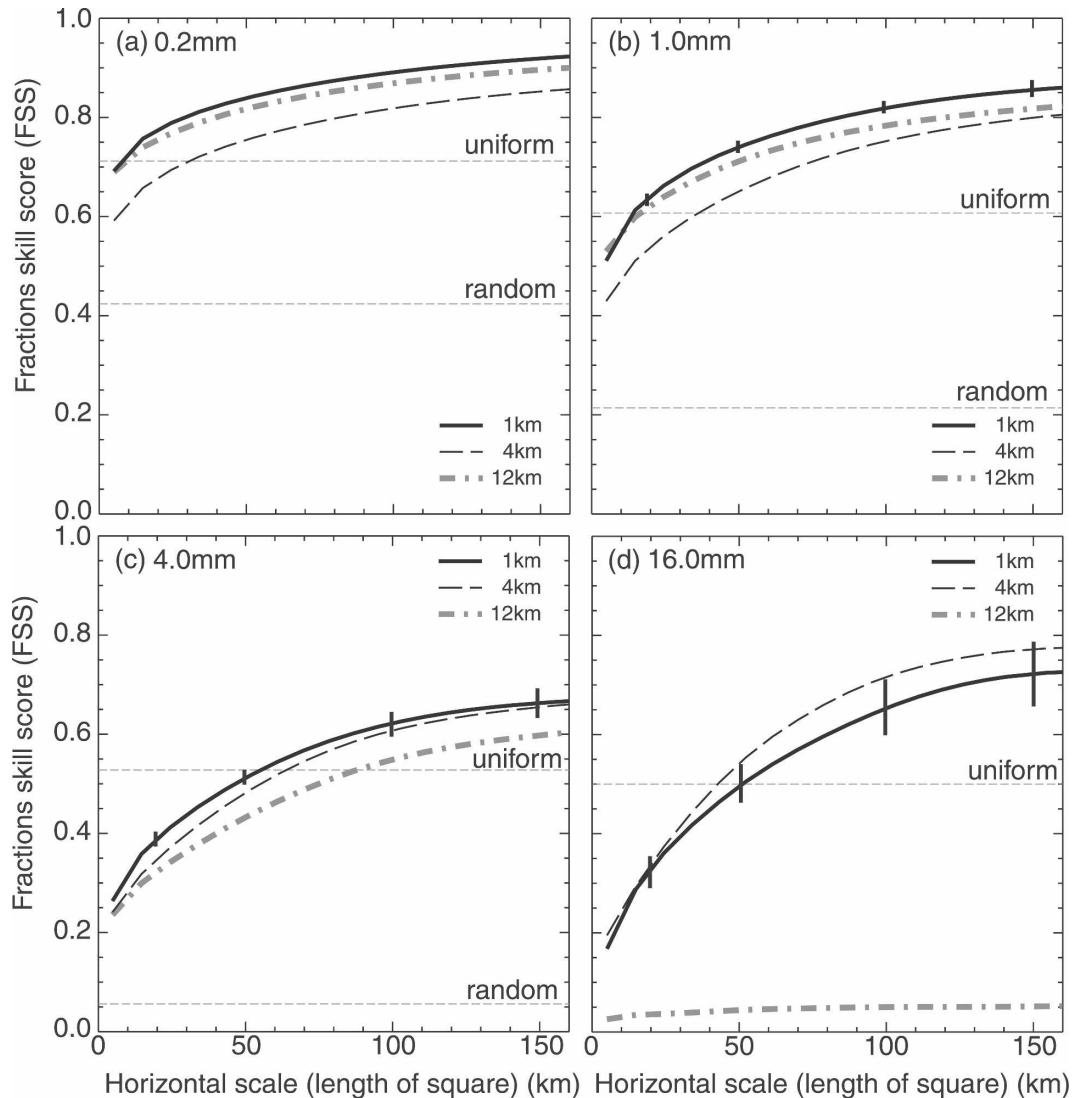 (a) 0.2mm
(b) 1.0mm
1.0
0.8
0.6
0.4
0.2
0.0
Fractions skill score (FSS)
uniform
random
1km
4km
12km
uniform
random
1km
4km
12km
(c) 4.0mm
(d) 16.0mm
1.0
0.8
0.6
0.4
0.2
0.0
Fractions skill score (FSS)
1km
4km
12km
uniform
random
1km
4km
12km
uniform
0 50 100 150
0 50 100 150
Horizontal scale (length of square) (km)
Horizontal scale (length of square) (km)